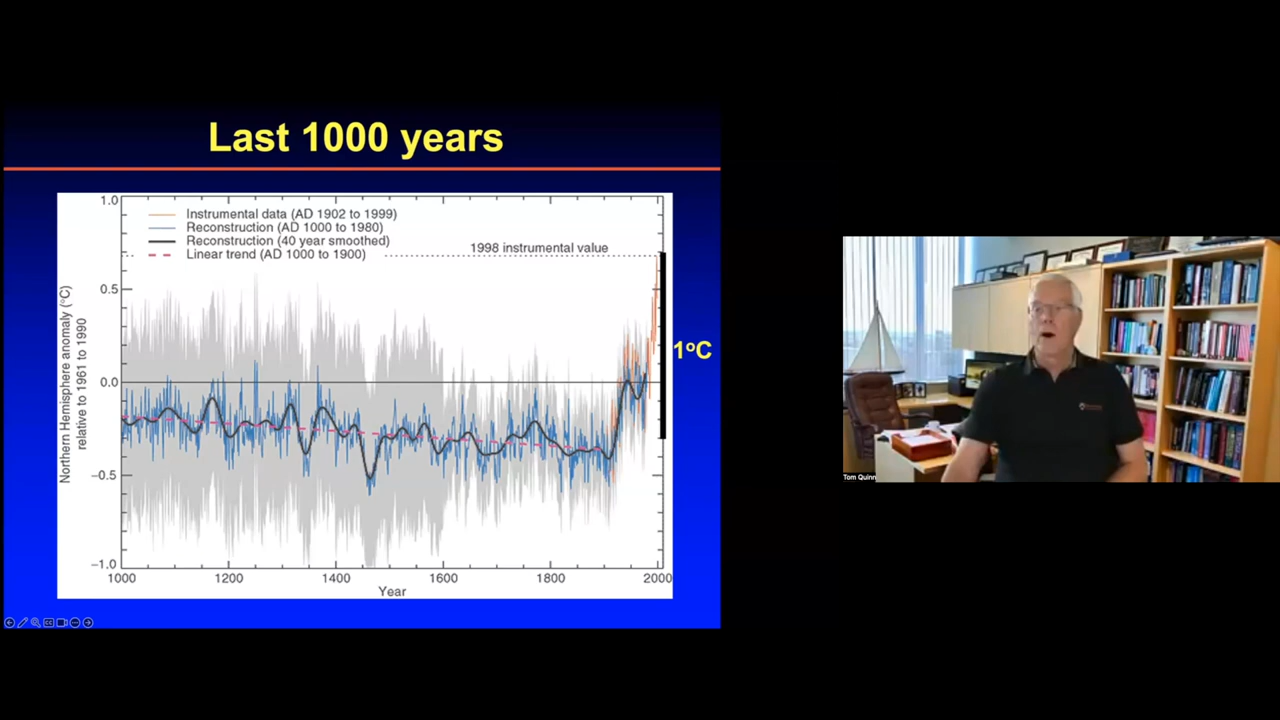 Last 1000 years
1.0
0.5
0.0
−0.5
−1.0
Northern Hemisphere anomaly (°C)
relative to 1961 to 1990
Instrumental data (AD 1902 to 1999)
Reconstruction (AD 1000 to 1980)
Reconstruction (40 year smoothed)
Linear trend (AD 1000 to 1900)
1998 instrumental value
1°C
1000 1200 1400 1600 1800 2000
Year
Tom Quinn